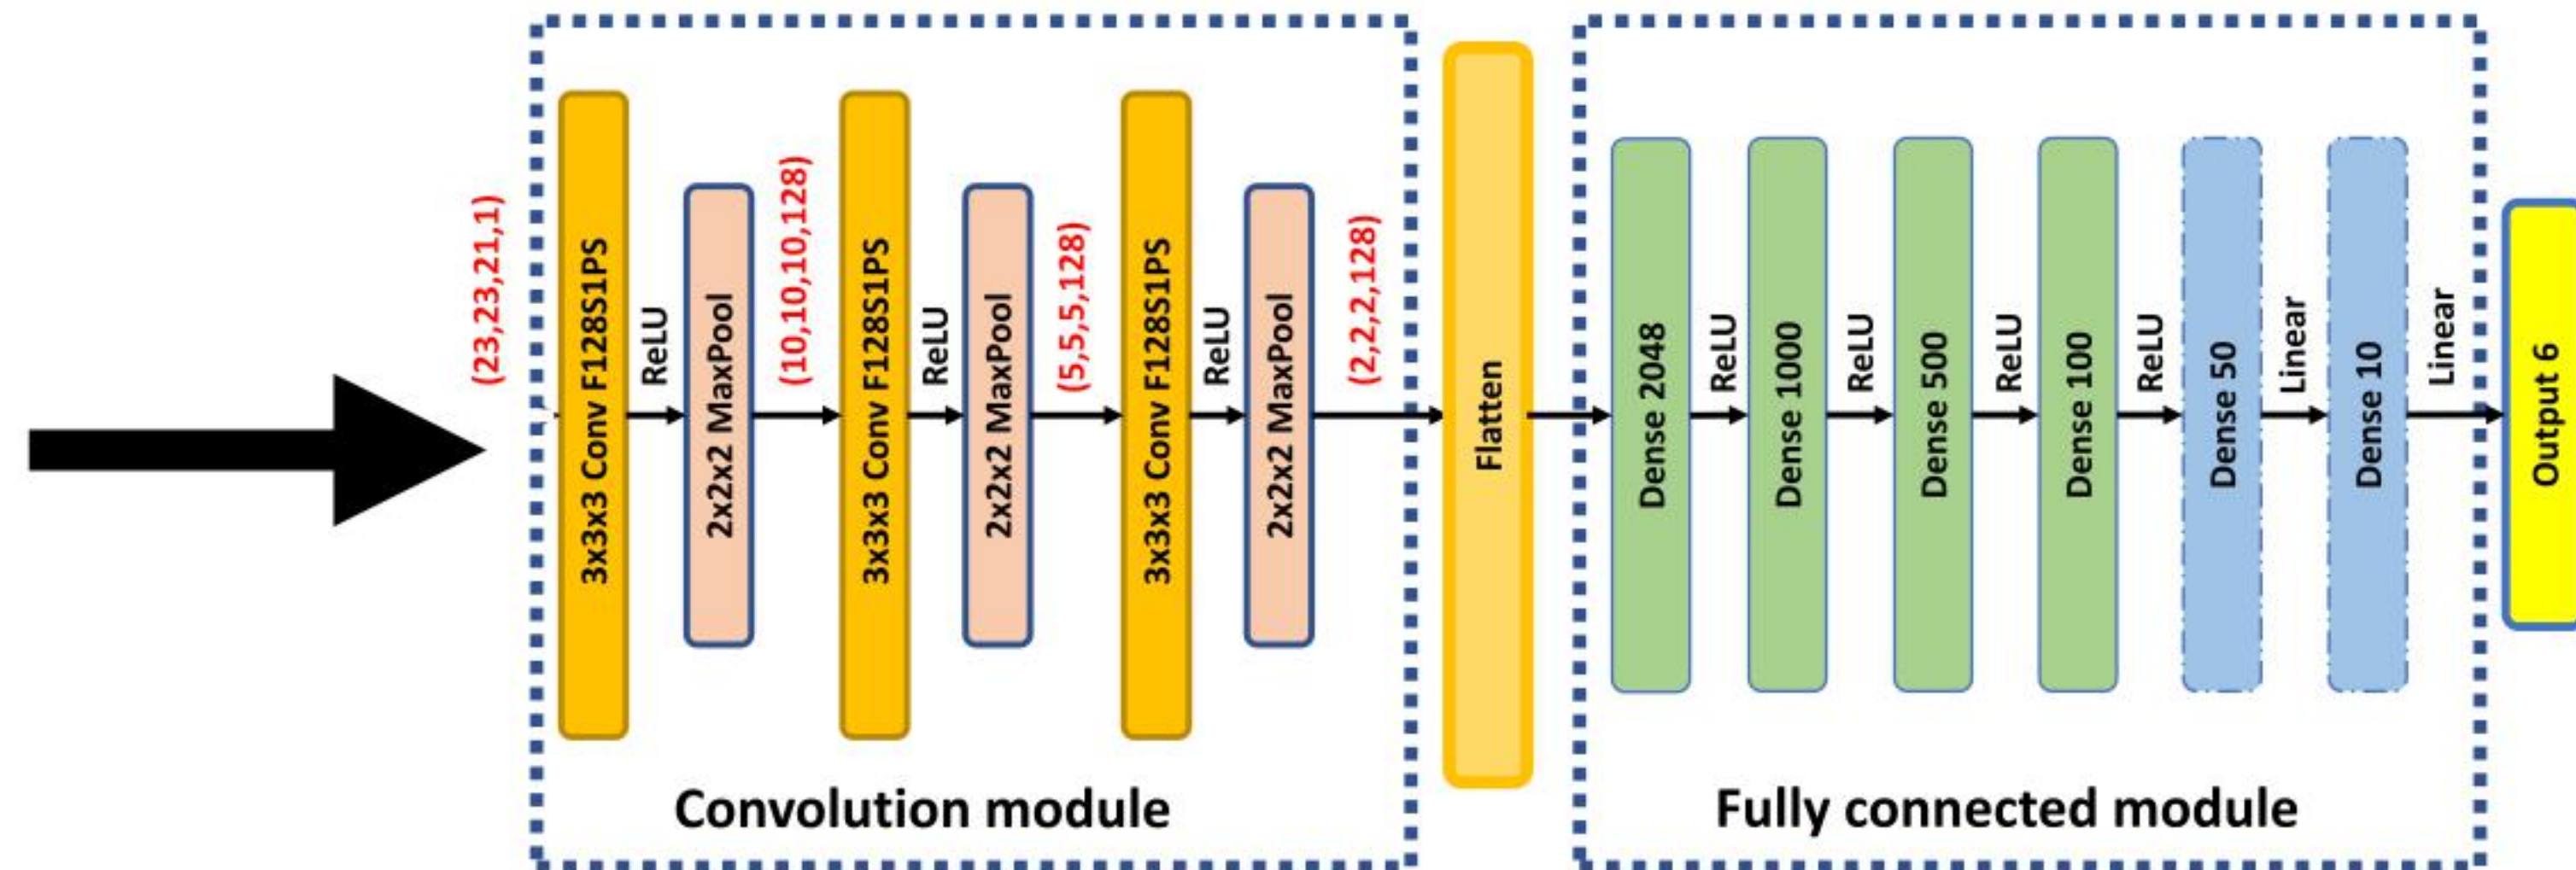 (23,23,21,1)
3x3x3 Conv F128S1PS
ReLU
2x2x2 MaxPool
(10,10,10,128)
3x3x3 Conv F128S1PS
ReLU
2x2x2 MaxPool
(5,5,5,128)
3x3x3 Conv F128S1PS
ReLU
2x2x2 MaxPool
(2,2,2,128)
Convolution module
Flatten
Dense 2048
ReLU
Dense 1000
ReLU
Dense 500
ReLU
Dense 100
ReLU
Dense 50
Linear
Dense 10
Linear
Fully connected module
Output 6